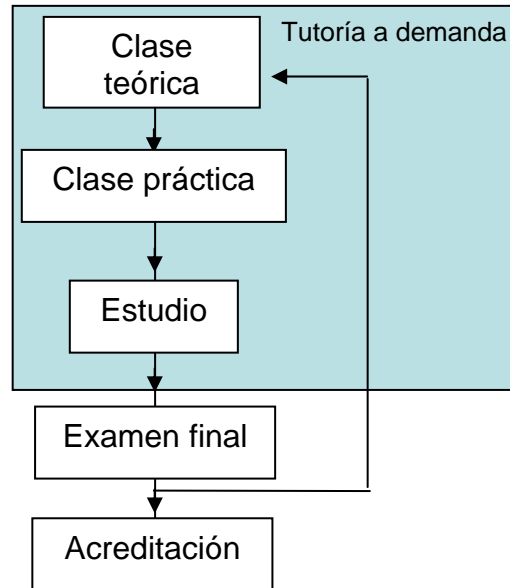 Tutoría a demanda
Clase
teórica
Clase práctica
Estudio
Examen final
Acreditación